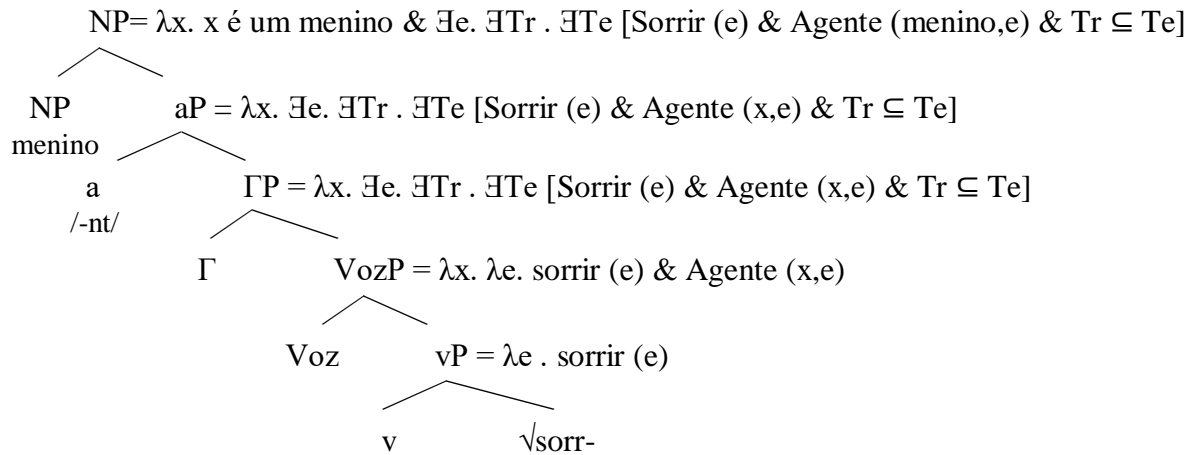 NP= λx. x é um menino & ∃e. ∃Tr . ∃Te [Sorrir (e) & Agente (menino,e) & Tr ⊆ Te]
NP aP = λx. ∃e. ∃Tr . ∃Te [Sorrir (e) & Agente (x,e) & Tr ⊆ Te]
menino
a ΓP = λx. ∃e. ∃Tr . ∃Te [Sorrir (e) & Agente (x,e) & Tr ⊆ Te]
/-nt/
Γ VozP = λx. λe. sorrir (e) & Agente (x,e)
Voz vP = λe . sorrir (e)
v √sorr-